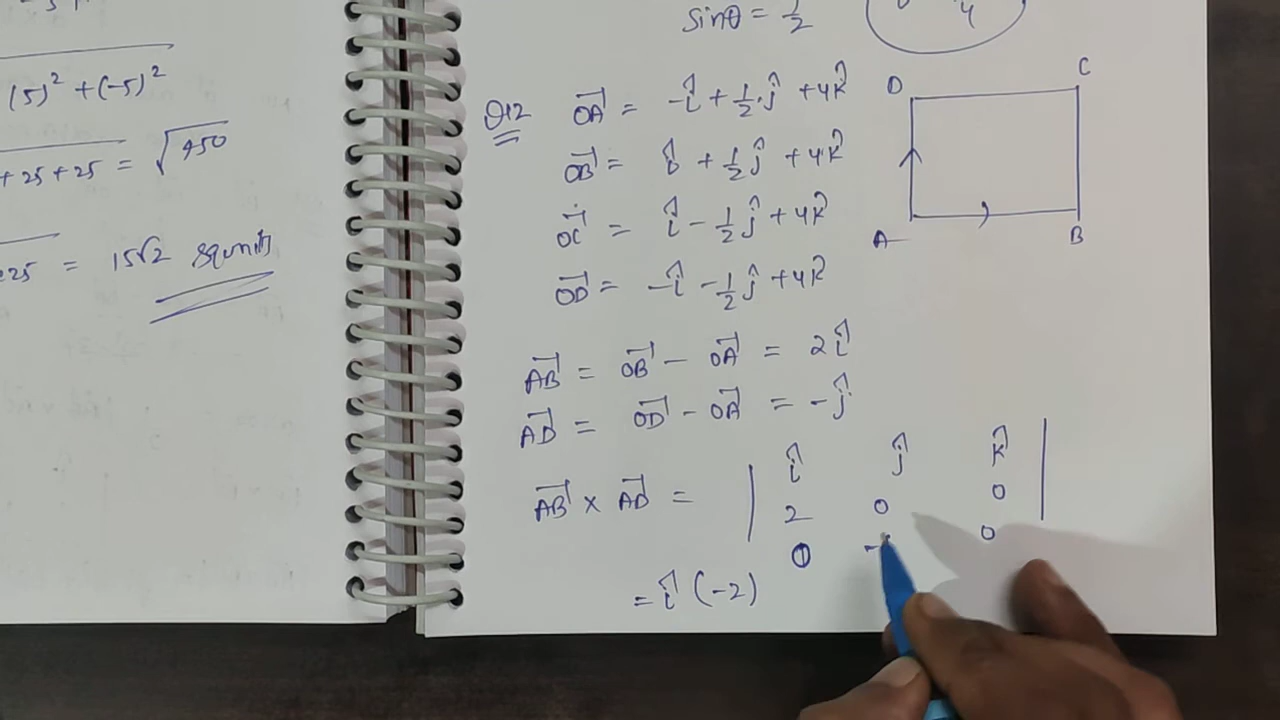 (5)² + (-5)²
+ 25 + 25 = √450
225 = 15√2 squnits
sinθ = 1/2
4
Q12 OA⃗ = -î + 1/2 ĵ + 4k̂
OB⃗ = î + 1/2 ĵ + 4k̂
OC⃗ = î - 1/2 ĵ + 4k̂
OD⃗ = -î - 1/2 ĵ + 4k̂
D C
A B
AB⃗ = OB⃗ - OA⃗ = 2î
AD⃗ = OD⃗ - OA⃗ = -ĵ
AB⃗ × AD⃗ = | î ĵ k̂ |
2 0 0
0 - 0
= î (-2)